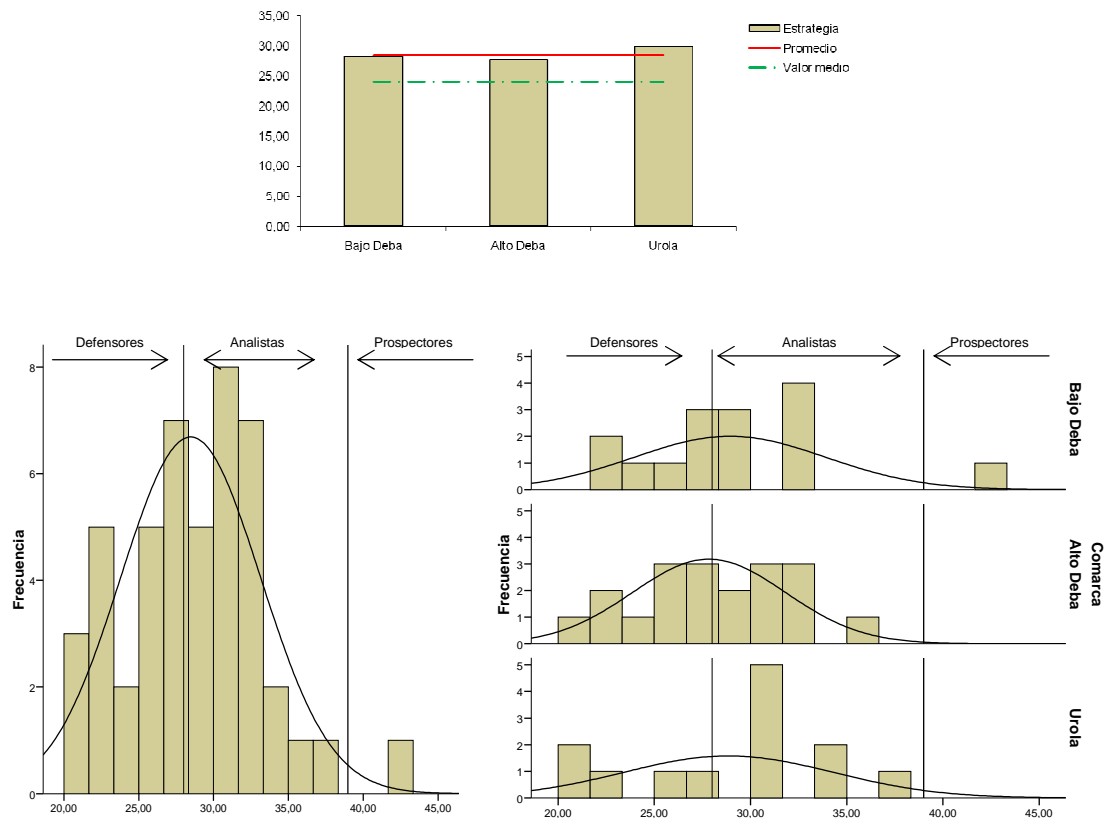 35,00
30,00
25,00
20,00
15,00
10,00
5,00
0,00
Bajo Deba
Alto Deba
Urola
Estrategia
Promedio
Valor medio
Defensores
Analistas
Prospectores
8
6
4
2
0
Frecuencia
20,00
25,00
30,00
35,00
40,00
45,00
Defensores
Analistas
Prospectores
5
4
3
2
1
0
Bajo Deba
5
4
3
2
1
0
Alto Deba
5
4
3
2
1
0
Urola
Frecuencia
Comarca
20,00
25,00
30,00
35,00
40,00
45,00